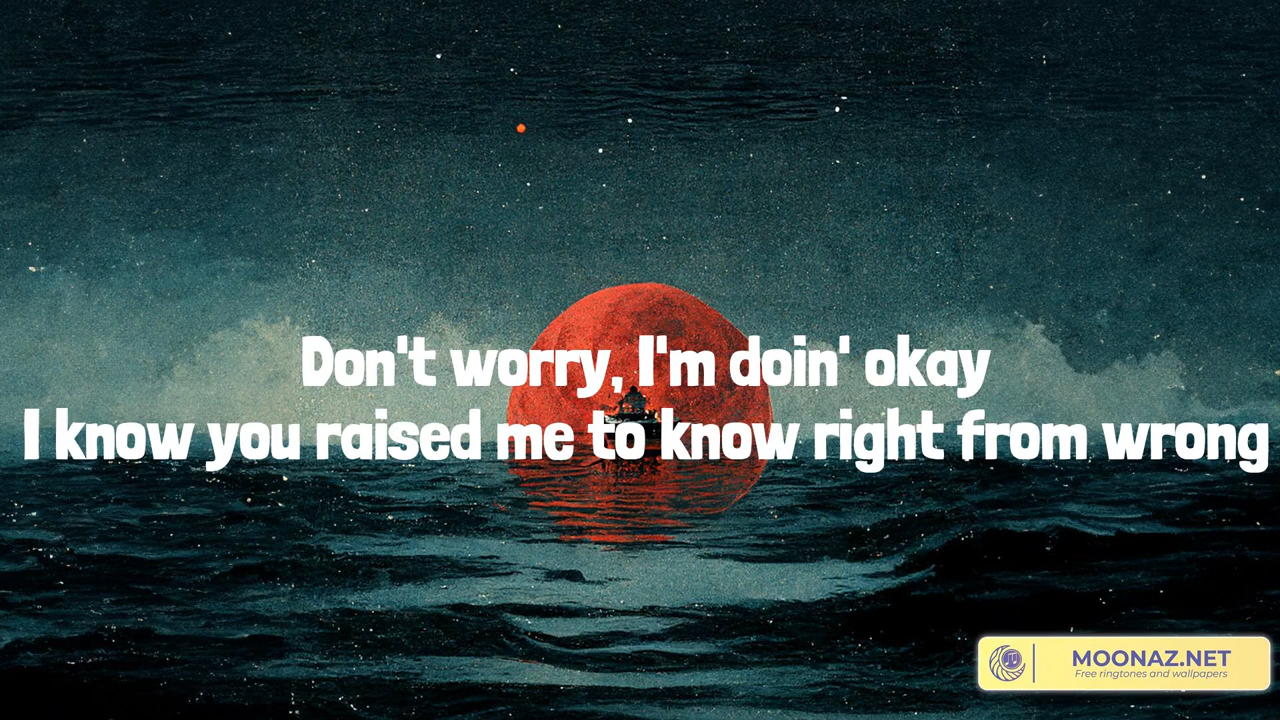 Don't worry, I'm doin' okay
I know you raised me to know right from wrong
MOONAZ.NET
Free ringtones and wallpapers